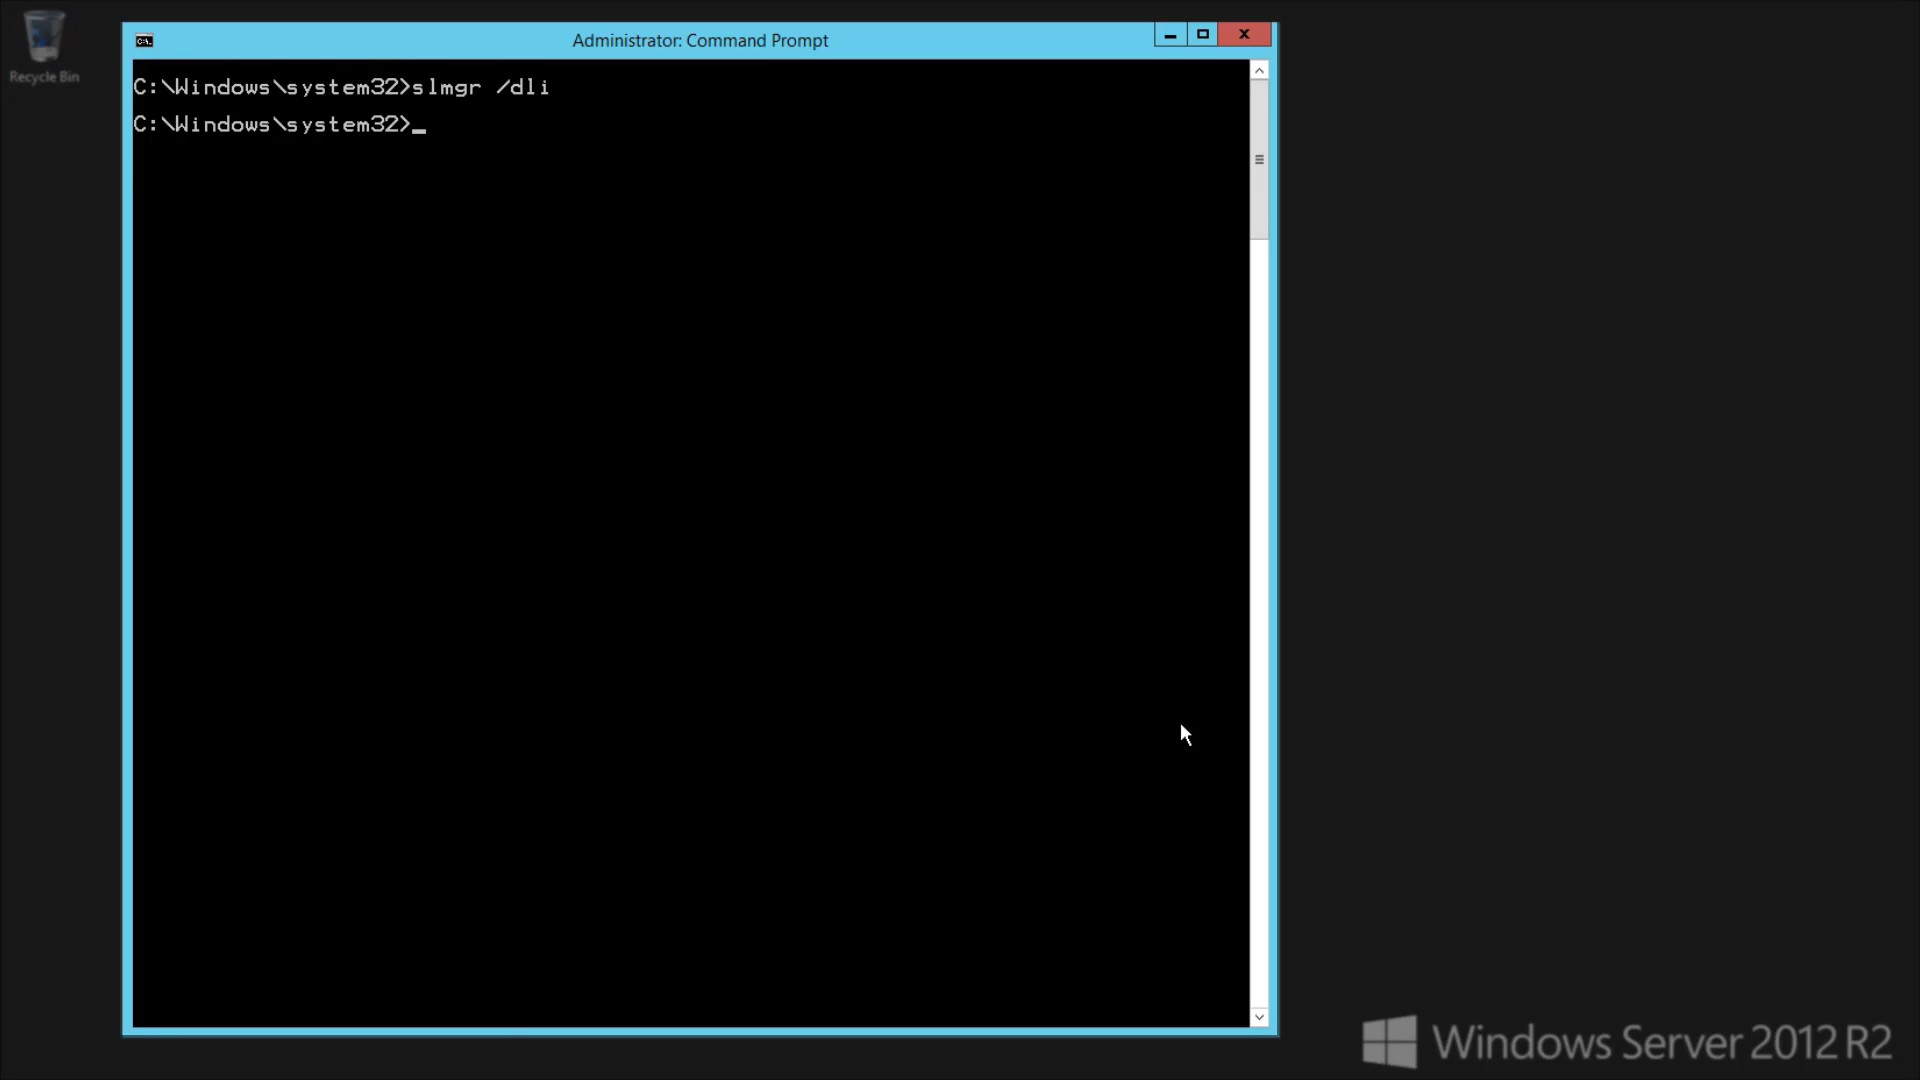 Recycle Bin
Administrator: Command Prompt
C:\Windows\system32>slmgr /dli
C:\Windows\system32>_
Windows Server 2012 R2